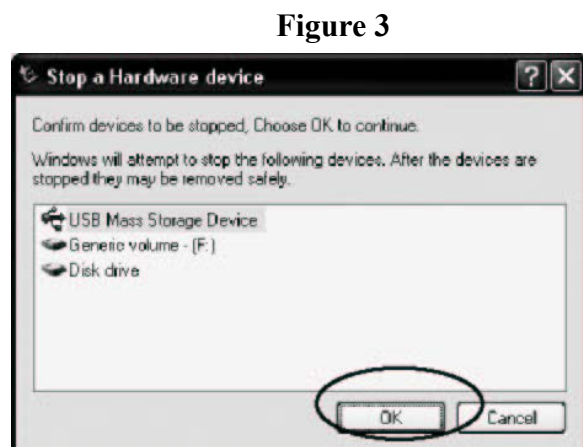 Figure 3
Stop a Hardware device
Confirm devices to be stopped, Choose OK to continue.
Windows will attempt to stop the following devices. After the devices are
stopped they may be removed safely.
USB Mass Storage Device
Generic volume - (F:)
Disk drive
OK Cancel